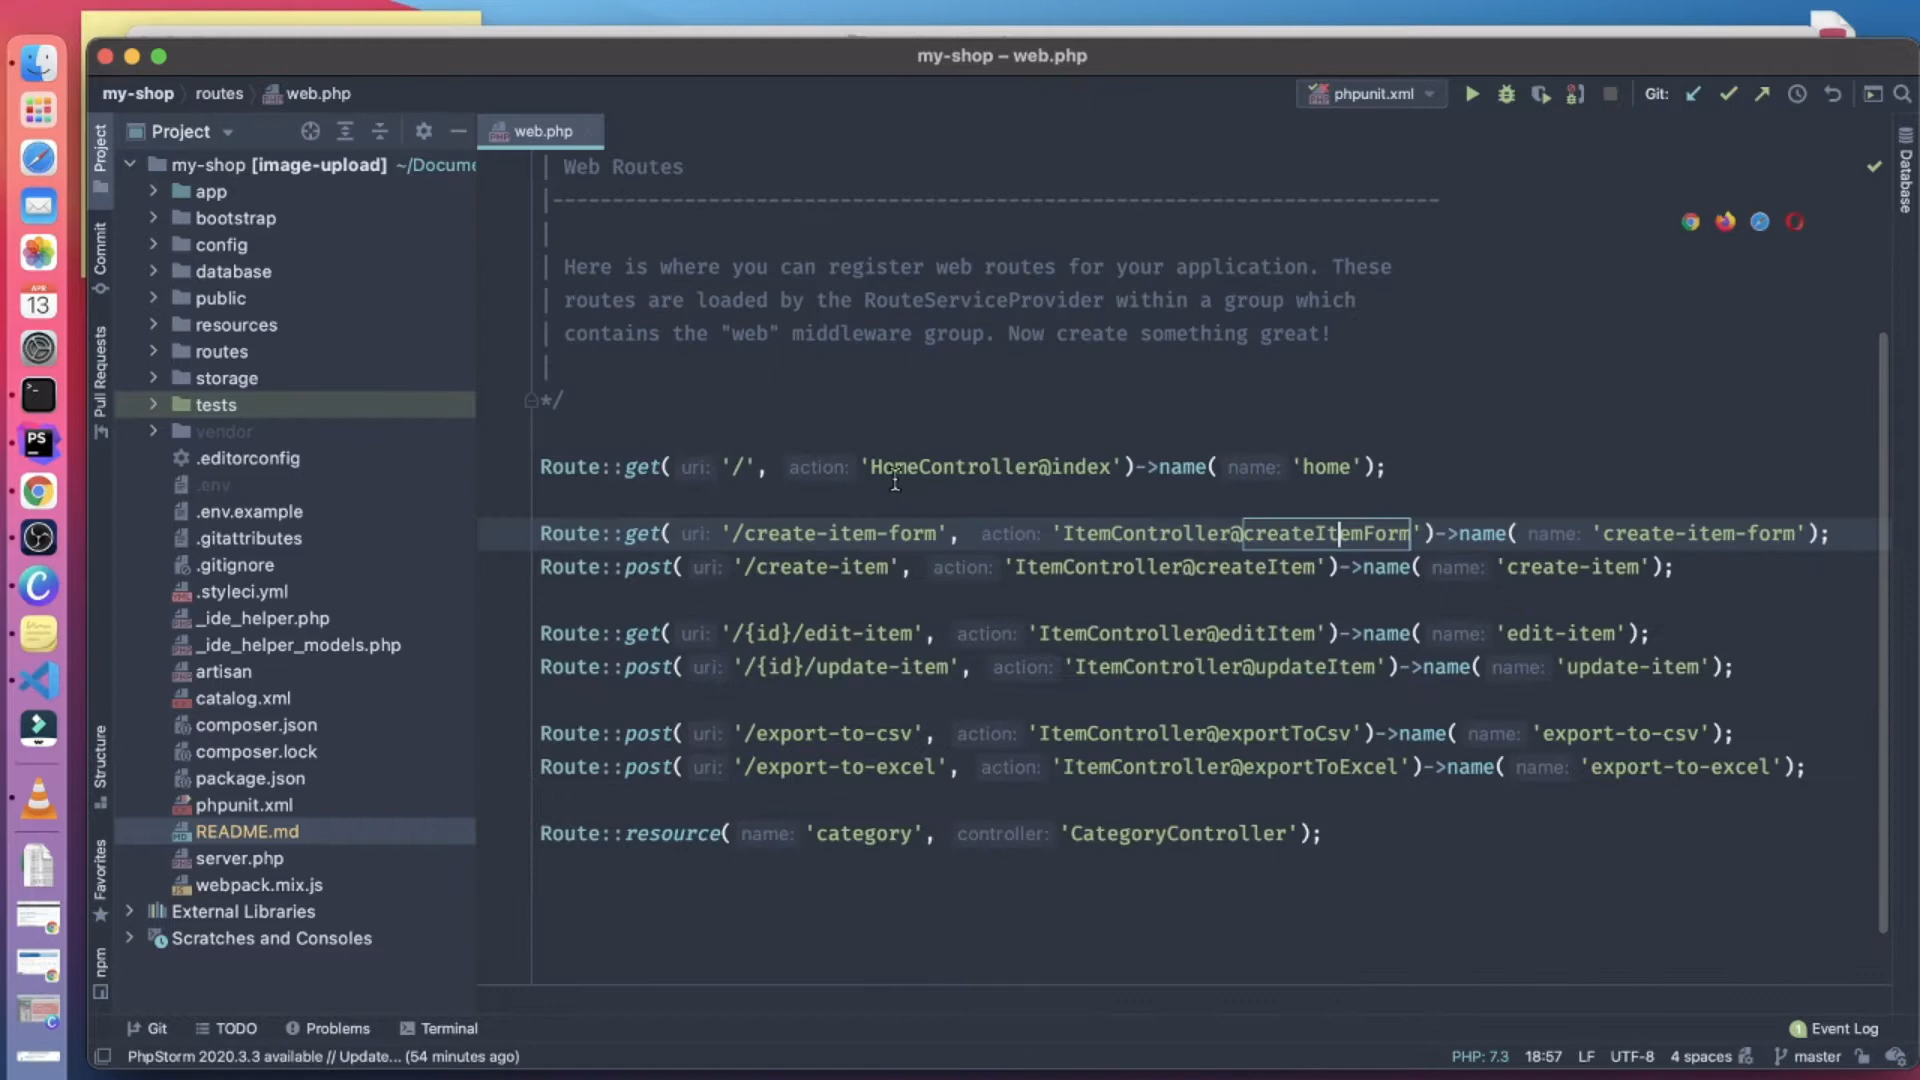 my-shop – web.php
my-shop
routes
web.php
phpunit.xml
Git:
Project
web.php
my-shop [image-upload] ~/Docume
app
bootstrap
config
database
public
resources
routes
storage
tests
vendor
.editorconfig
.env
.env.example
.gitattributes
.gitignore
.styleci.yml
_ide_helper.php
_ide_helper_models.php
artisan
catalog.xml
composer.json
composer.lock
package.json
phpunit.xml
README.md
server.php
webpack.mix.js
External Libraries
Scratches and Consoles
Project
Commit
Pull Requests
Structure
Favorites
npm
Database
APR
13
PS
| Web Routes
|--------------------------------------------------------------------------
|
| Here is where you can register web routes for your application. These
| routes are loaded by the RouteServiceProvider within a group which
| contains the "web" middleware group. Now create something great!
|
*/
Route::get( uri: '/', action: 'HomeController@index')->name( name: 'home');
Route::get( uri: '/create-item-form', action: 'ItemController@createItemForm')->name( name: 'create-item-form');
Route::post( uri: '/create-item', action: 'ItemController@createItem')->name( name: 'create-item');
Route::get( uri: '/{id}/edit-item', action: 'ItemController@editItem')->name( name: 'edit-item');
Route::post( uri: '/{id}/update-item', action: 'ItemController@updateItem')->name( name: 'update-item');
Route::post( uri: '/export-to-csv', action: 'ItemController@exportToCsv')->name( name: 'export-to-csv');
Route::post( uri: '/export-to-excel', action: 'ItemController@exportToExcel')->name( name: 'export-to-excel');
Route::resource( name: 'category', controller: 'CategoryController');
Git
TODO
Problems
Terminal
1 Event Log
PhpStorm 2020.3.3 available // Update... (54 minutes ago)
PHP: 7.3
18:57
LF
UTF-8
4 spaces
master